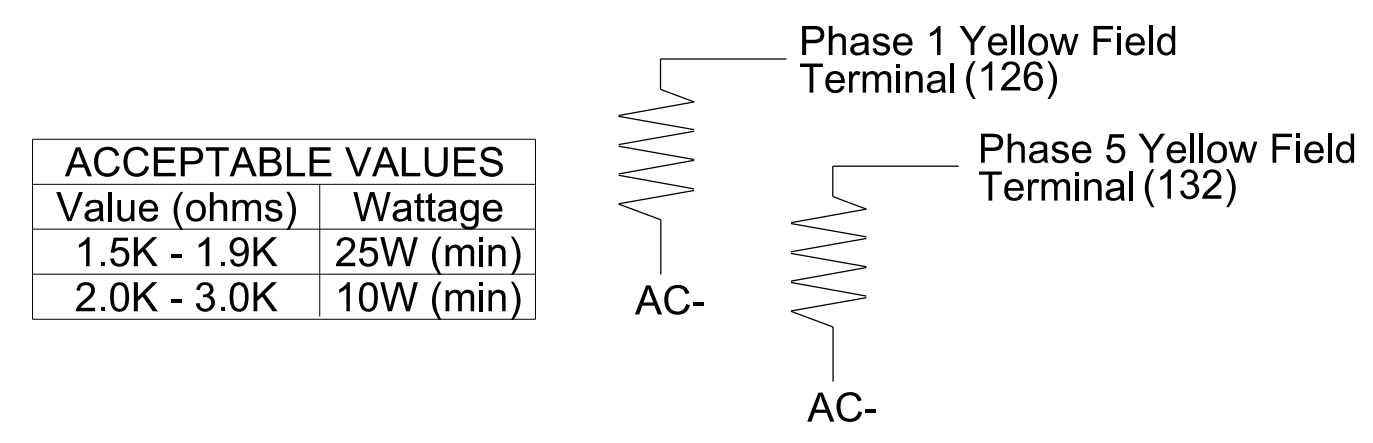 ACCEPTABLE VALUES
Value (ohms) Wattage
1.5K - 1.9K 25W (min)
2.0K - 3.0K 10W (min)
Phase 1 Yellow Field
Terminal (126)
AC-
Phase 5 Yellow Field
Terminal (132)
AC-